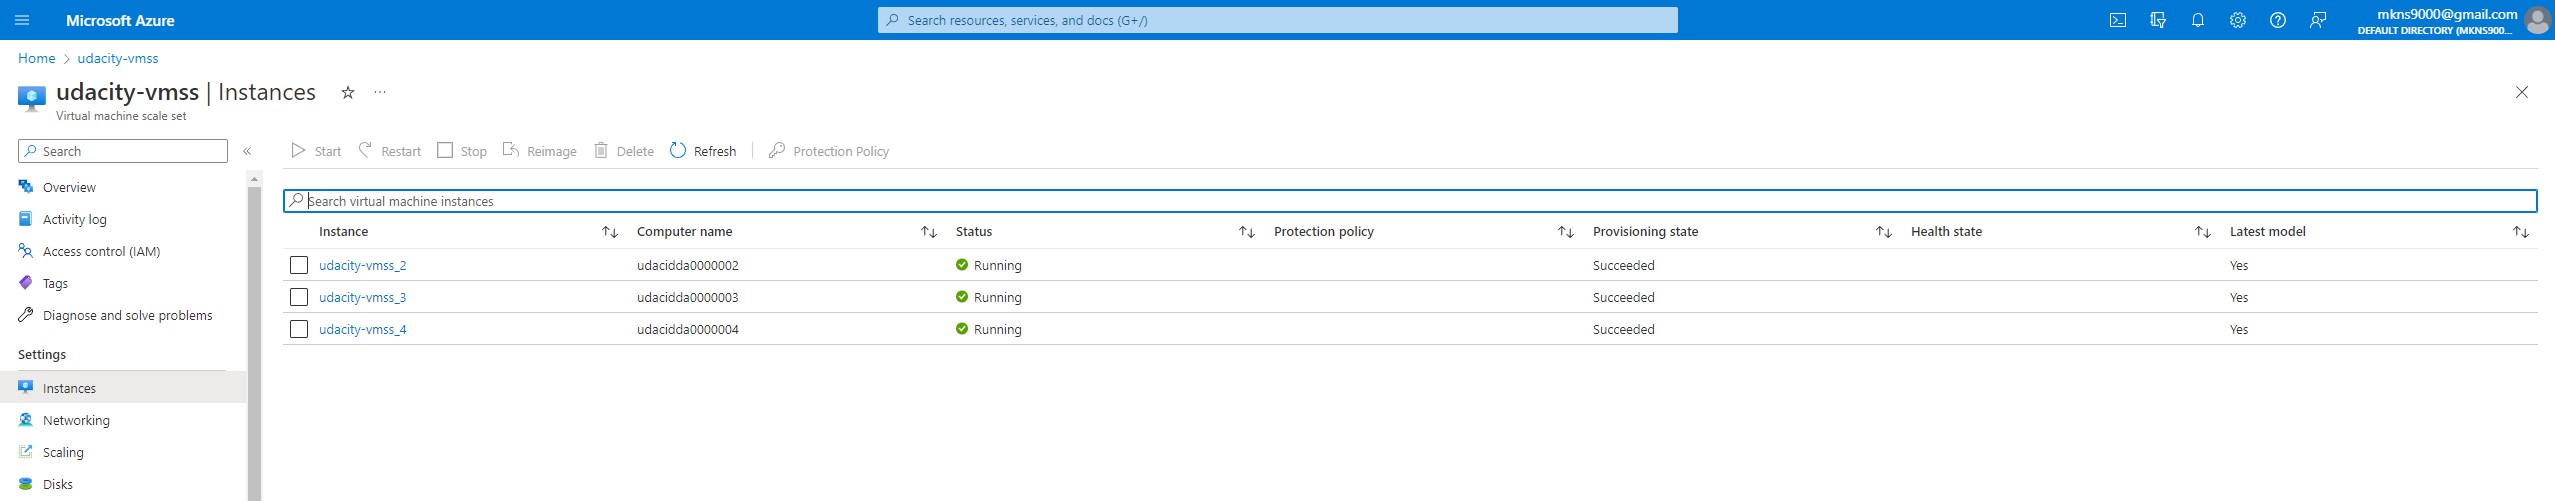 Microsoft Azure
Search resources, services, and docs (G+/)
mkns9000@gmail.com
DEFAULT DIRECTORY (MKNS900...
Home > udacity-vmss
udacity-vmss | Instances
Virtual machine scale set
Search
Start Restart Stop Reimage Delete Refresh Protection Policy
Overview
Activity log
Access control (IAM)
Tags
Diagnose and solve problems
Settings
Instances
Networking
Scaling
Disks
Search virtual machine instances
Instance Computer name Status Protection policy Provisioning state Health state Latest model
udacity-vmss_2 udacidda0000002 Running Succeeded Yes
udacity-vmss_3 udacidda0000003 Running Succeeded Yes
udacity-vmss_4 udacidda0000004 Running Succeeded Yes